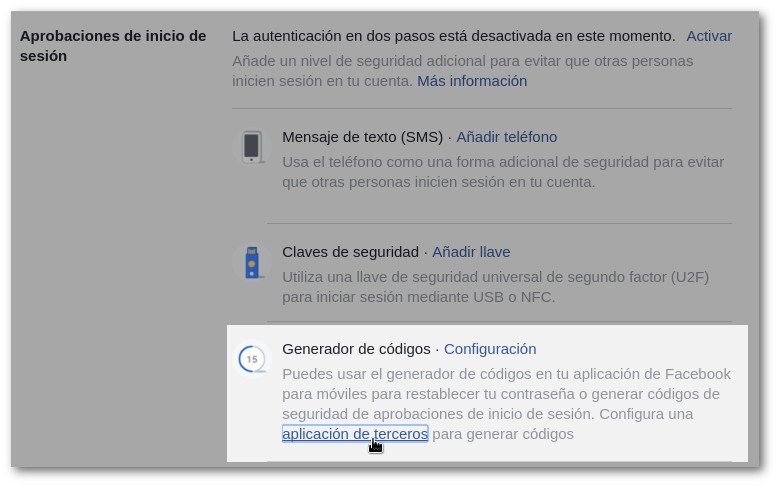 Aprobaciones de inicio de
sesión
La autenticación en dos pasos está desactivada en este momento. Activar
Añade un nivel de seguridad adicional para evitar que otras personas
inicien sesión en tu cuenta. Más información
Mensaje de texto (SMS) · Añadir teléfono
Usa el teléfono como una forma adicional de seguridad para evitar
que otras personas inicien sesión en tu cuenta.
Claves de seguridad · Añadir llave
Utiliza una llave de seguridad universal de segundo factor (U2F)
para iniciar sesión mediante USB o NFC.
15
Generador de códigos · Configuración
Puedes usar el generador de códigos en tu aplicación de Facebook
para móviles para restablecer tu contraseña o generar códigos de
seguridad de aprobaciones de inicio de sesión. Configura una
aplicación de terceros para generar códigos